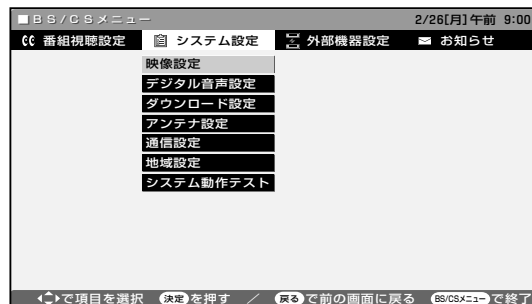 ■BS/CSメニュー 2/26[月]午前 9:00
番組視聴設定 システム設定 外部機器設定 お知らせ
映像設定
デジタル音声設定
ダウンロード設定
アンテナ設定
通信設定
地域設定
システム動作テスト
で項目を選択 決定を押す / 戻るで前の画面に戻る BS/CSメニューで終了